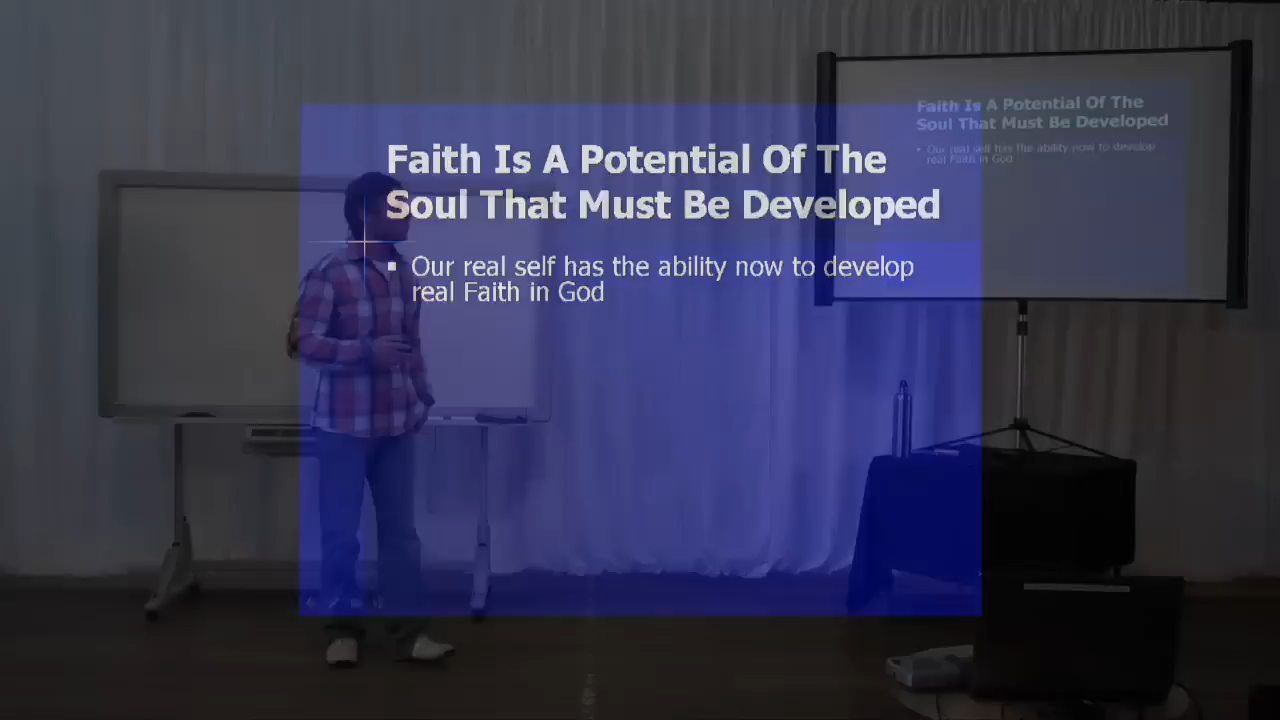 Faith Is A Potential Of The
Soul That Must Be Developed
▪ Our real self has the ability now to develop
real Faith in God
Faith Is A Potential Of The
Soul That Must Be Developed
• Our real self has the ability now to develop
real Faith in God